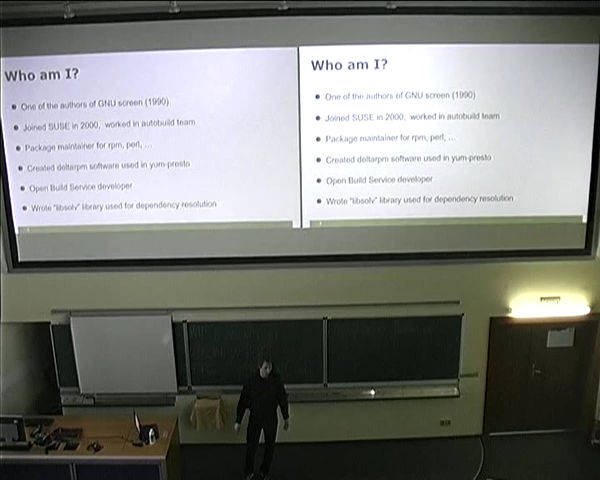 Who am I?
One of the authors of GNU screen (1990)
Joined SUSE in 2000, worked in autobuild team
Package maintainer for rpm, perl, ...
Created deltarpm software used in yum-presto
Open Build Service developer
Wrote "libsolv" library used for dependency resolution
Who am I?
One of the authors of GNU screen (1990)
Joined SUSE in 2000, worked in autobuild team
Package maintainer for rpm, perl, ...
Created deltarpm software used in yum-presto
Open Build Service developer
Wrote "libsolv" library used for dependency resolution